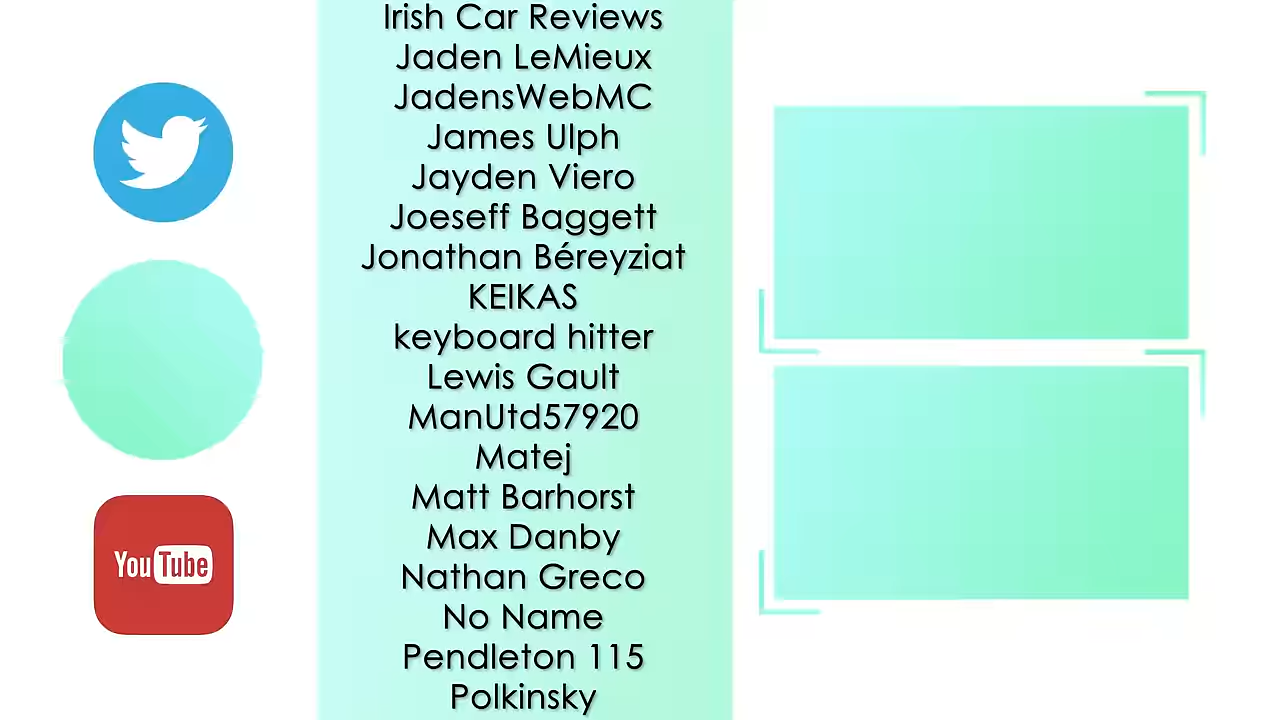 Irish Car Reviews
Jaden LeMieux
JadensWebMC
James Ulph
Jayden Viero
Joeseff Baggett
Jonathan Béreyziat
KEIKAS
keyboard hitter
Lewis Gault
ManUtd57920
Matej
Matt Barhorst
Max Danby
Nathan Greco
No Name
Pendleton 115
Polkinsky
YouTube